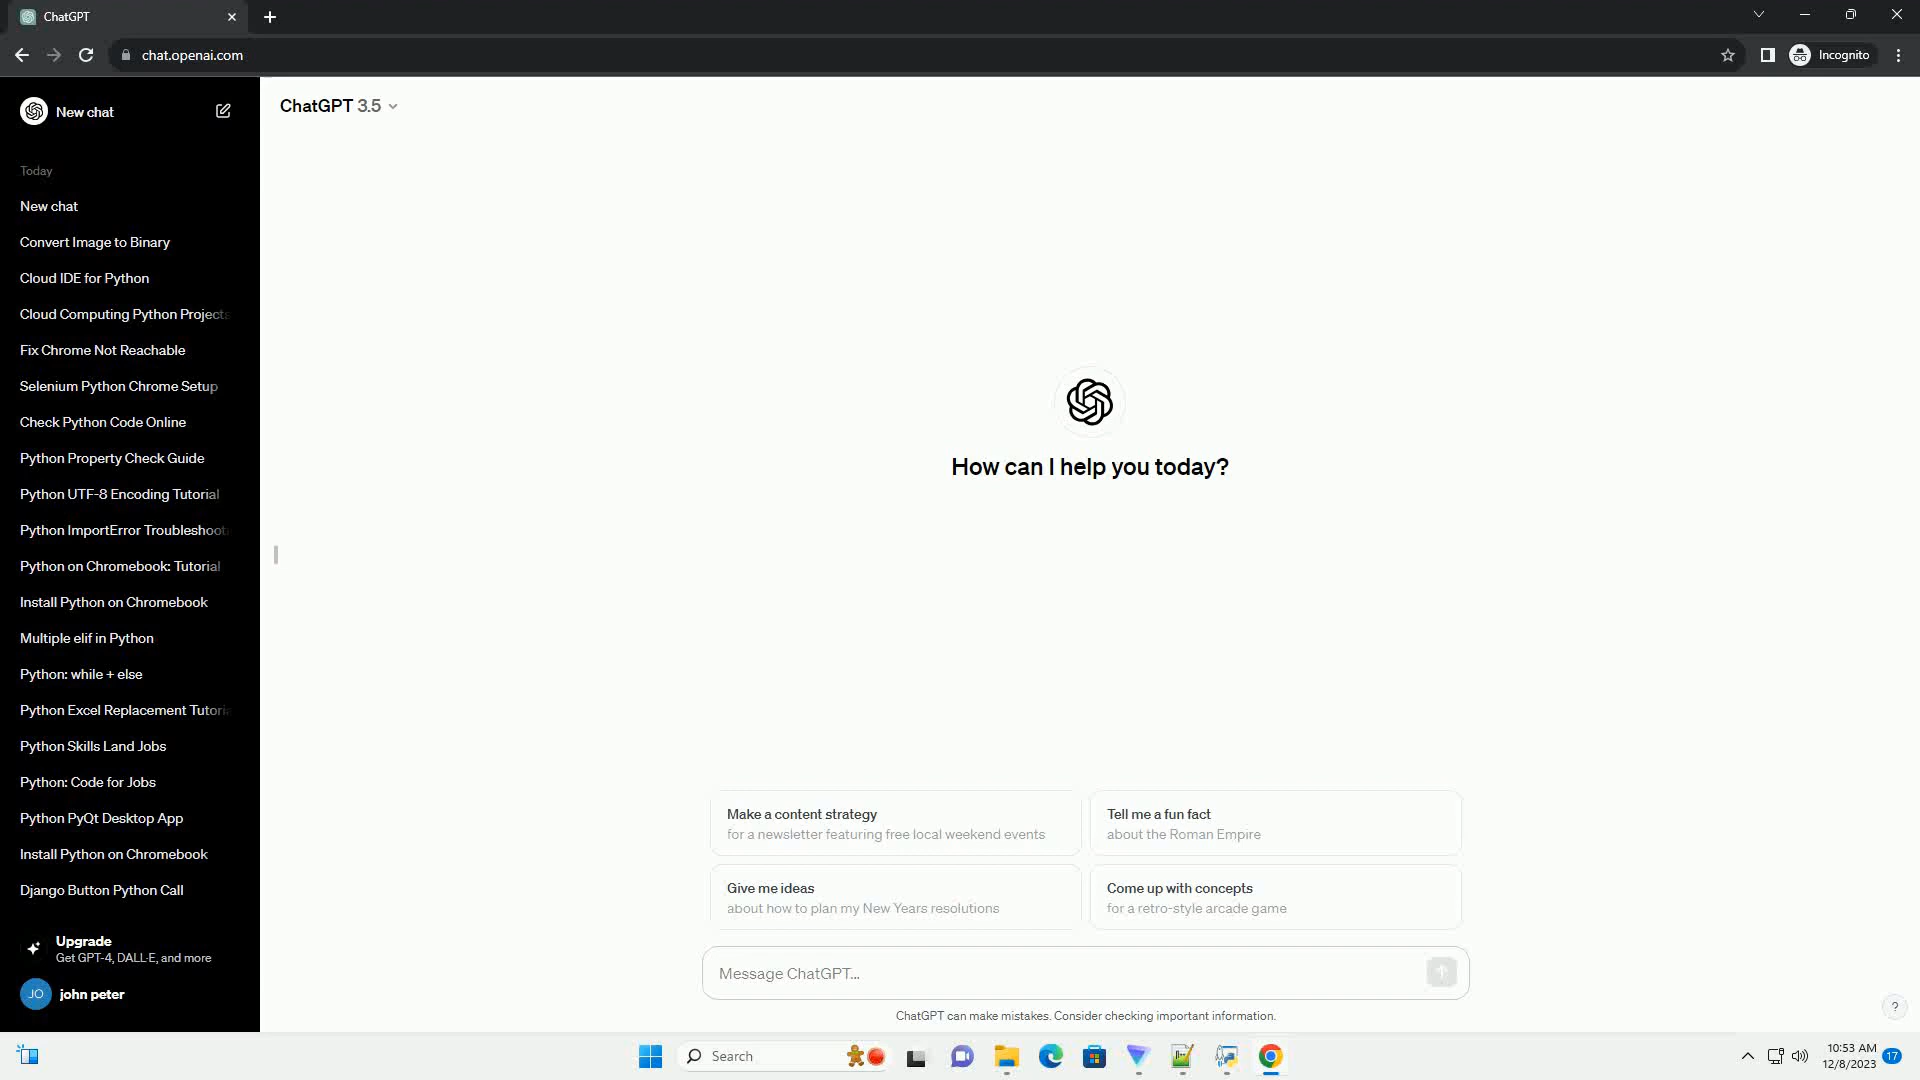 ChatGPT
chat.openai.com
Incognito
New chat
ChatGPT 3.5
Today
New chat
Convert Image to Binary
Cloud IDE for Python
Cloud Computing Python Projects
Fix Chrome Not Reachable
Selenium Python Chrome Setup
Check Python Code Online
Python Property Check Guide
Python UTF-8 Encoding Tutorial
Python ImportError Troubleshoot
Python on Chromebook: Tutorial
Install Python on Chromebook
Multiple elif in Python
Python: while + else
Python Excel Replacement Tutoria
Python Skills Land Jobs
Python: Code for Jobs
Python PyQt Desktop App
Install Python on Chromebook
Django Button Python Call
Upgrade
Get GPT-4, DALL·E, and more
JO
john peter
How can I help you today?
Make a content strategy
for a newsletter featuring free local weekend events
Tell me a fun fact
about the Roman Empire
Give me ideas
about how to plan my New Years resolutions
Come up with concepts
for a retro-style arcade game
Message ChatGPT...
ChatGPT can make mistakes. Consider checking important information.
?
Search
10:53 AM
12/8/2023
17